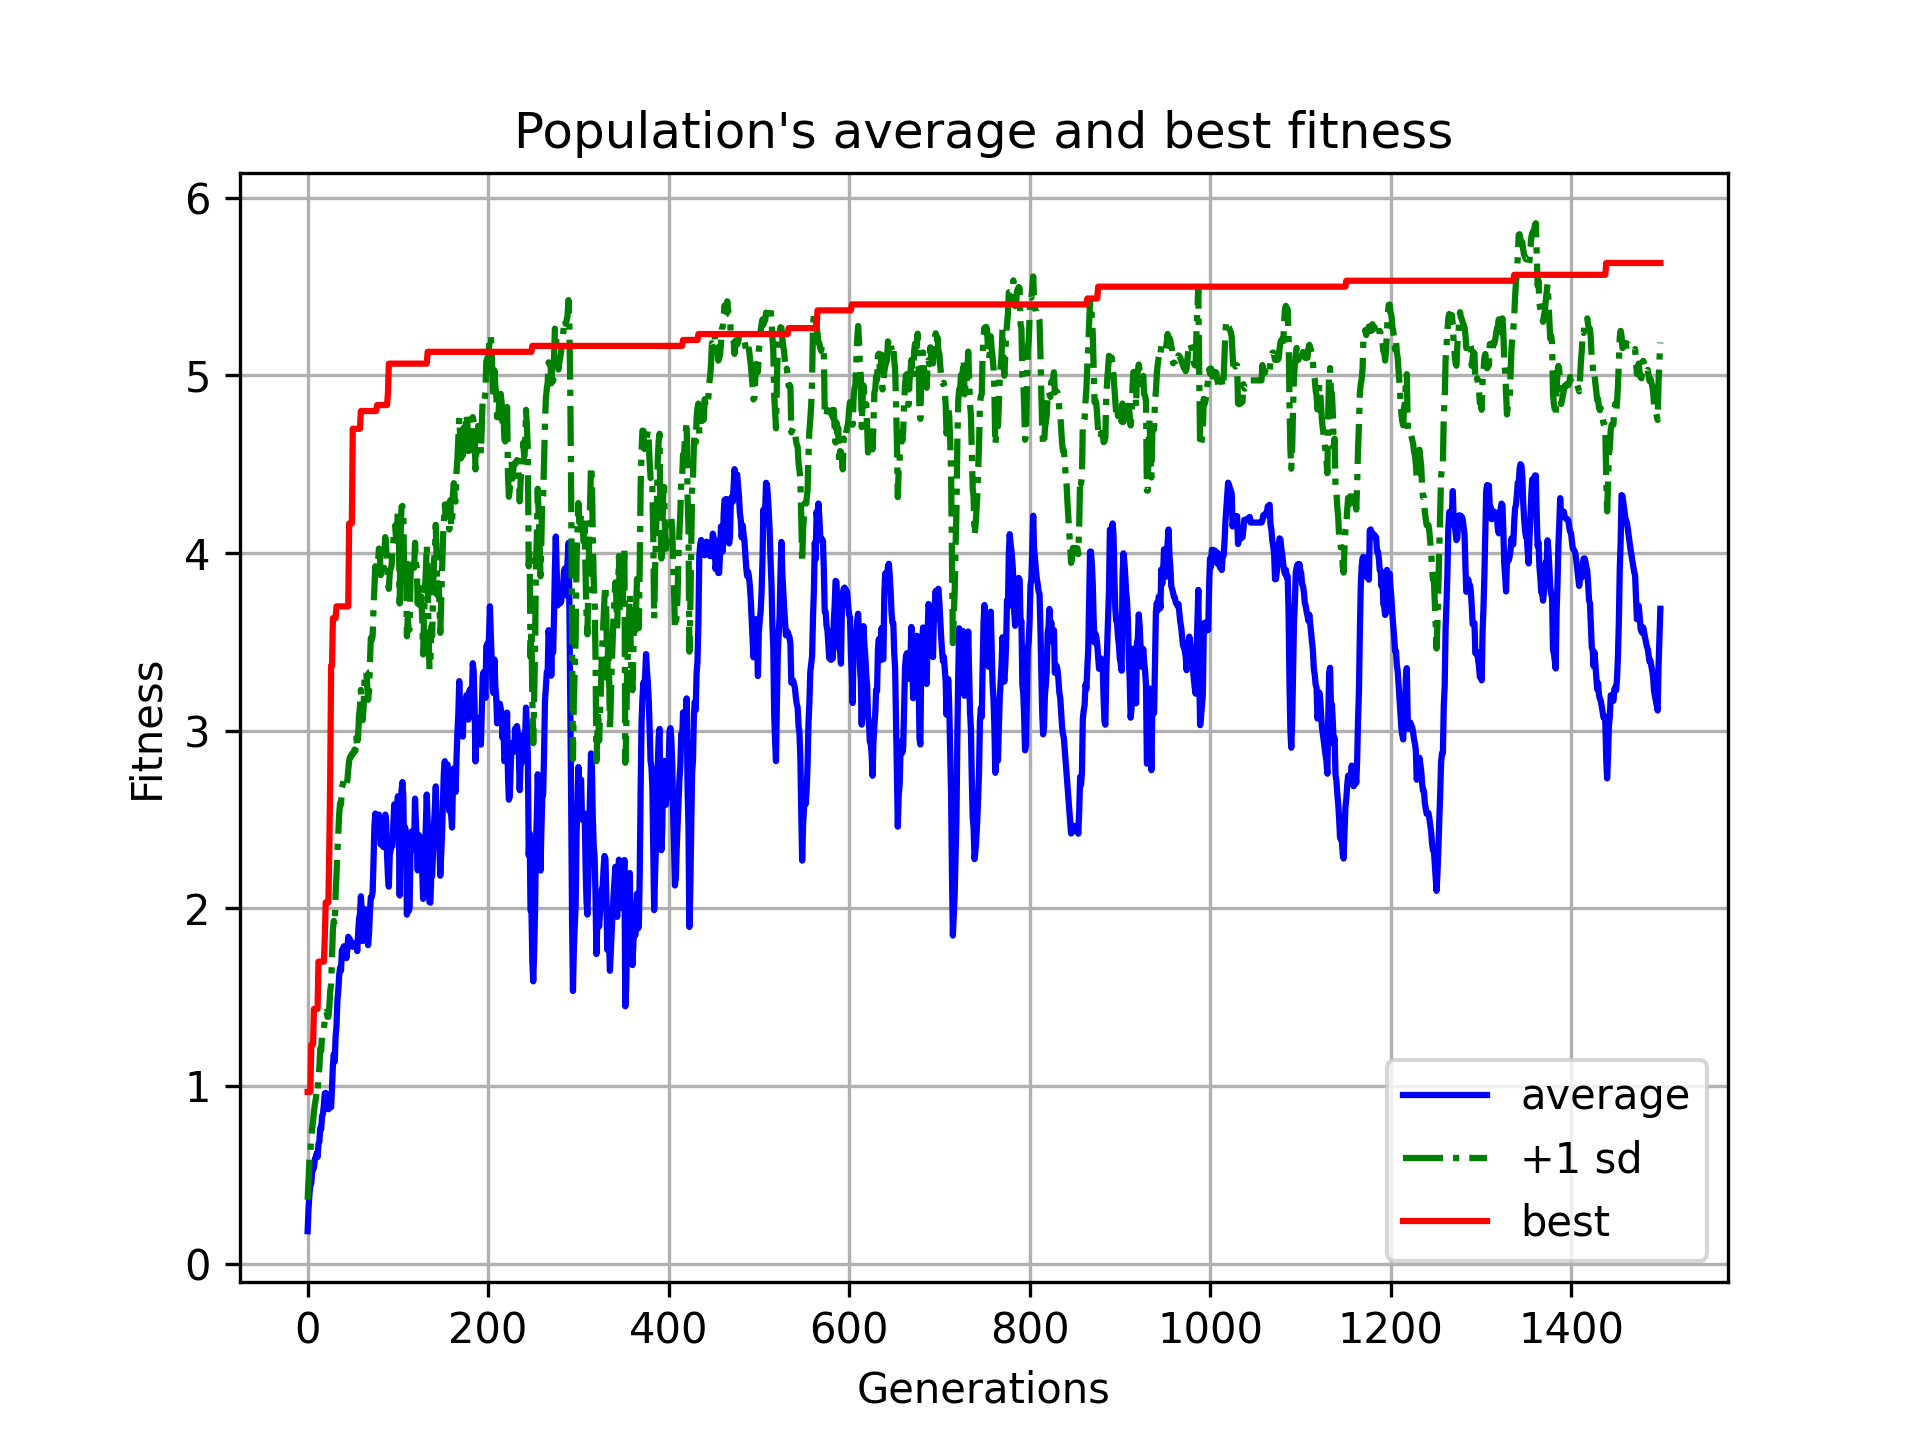 Population's average and best fitness
Fitness
6
5
4
3
2
1
0
0 200 400 600 800 1000 1200 1400
Generations
average
+1 sd
best